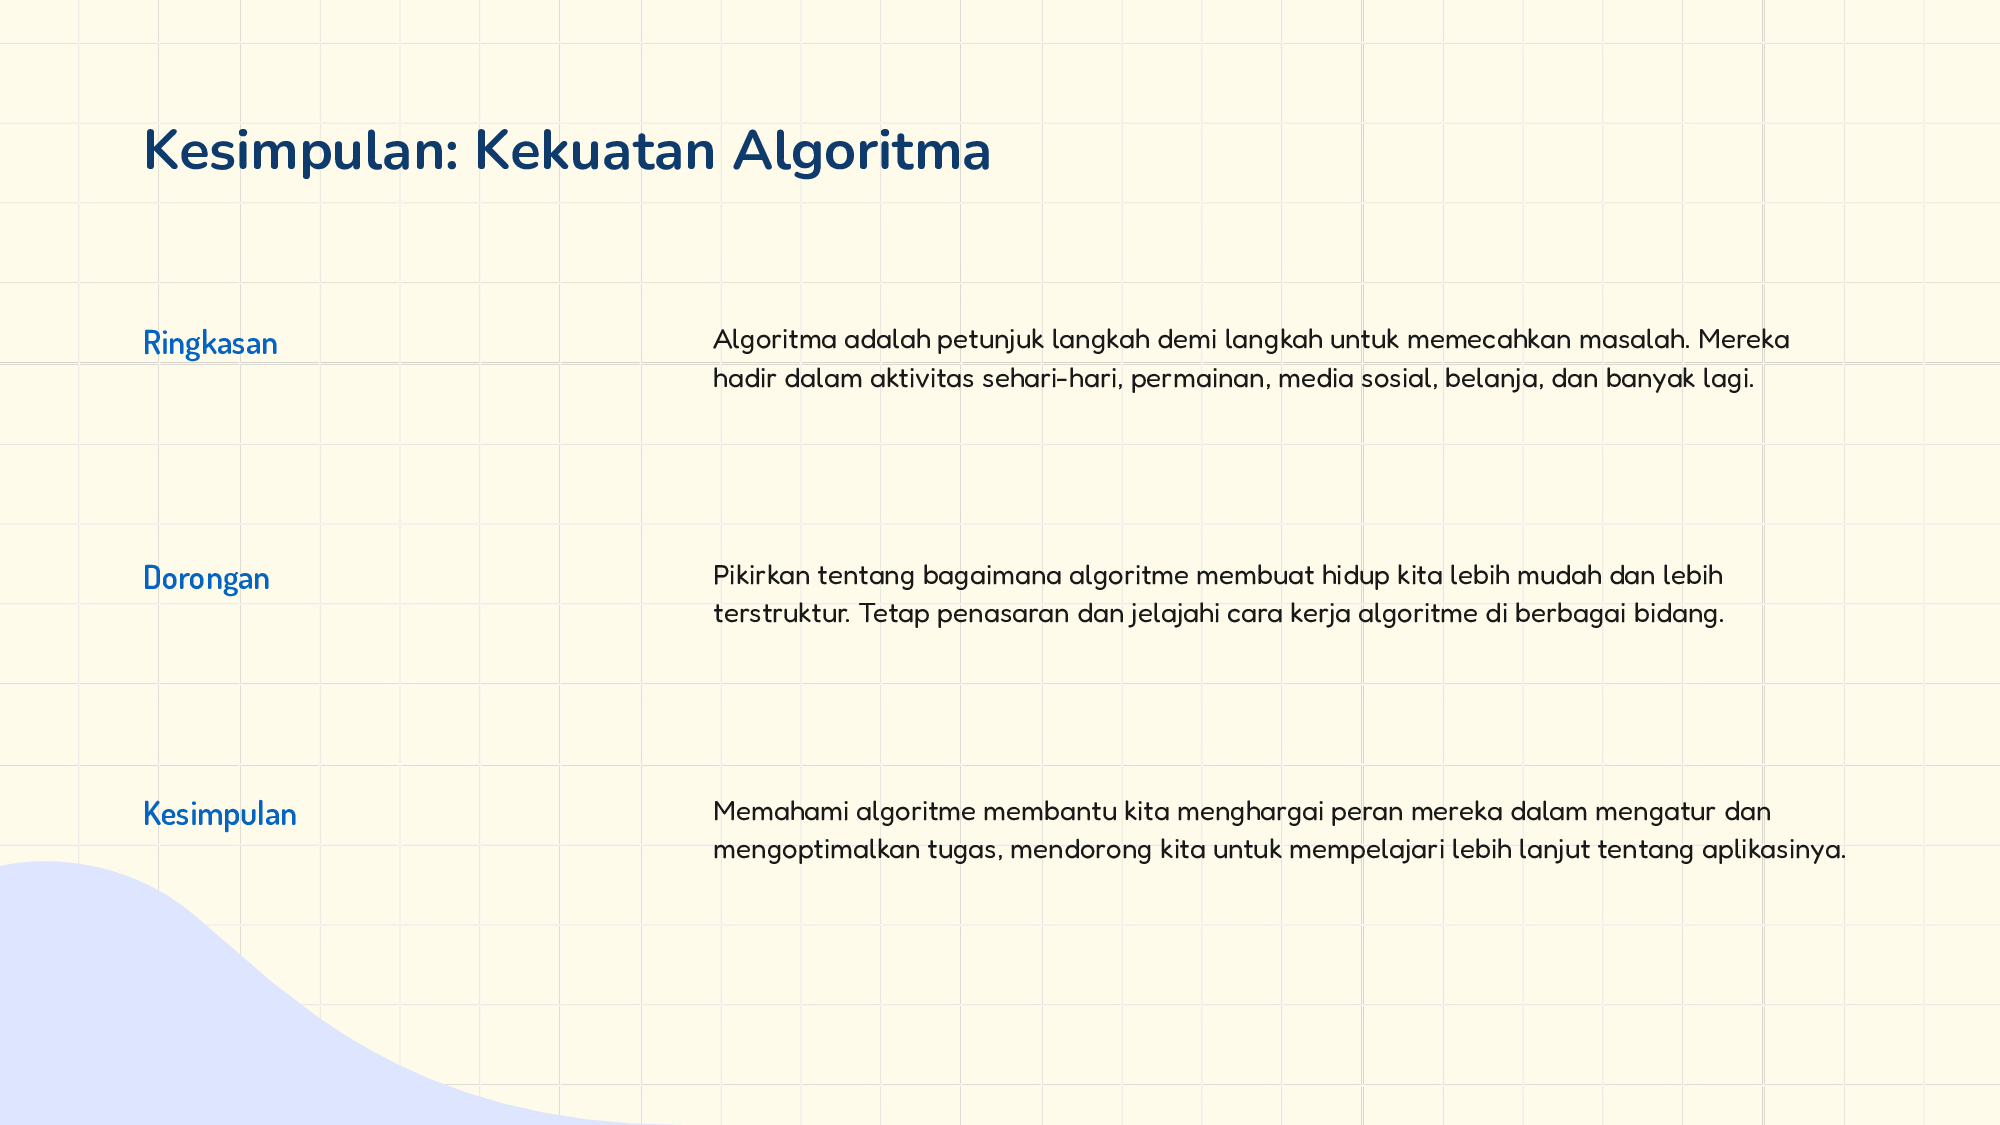 Kesimpulan: Kekuatan Algoritma
Ringkasan
Algoritma adalah petunjuk langkah demi langkah untuk memecahkan masalah. Mereka
hadir dalam aktivitas sehari-hari, permainan, media sosial, belanja, dan banyak lagi.
Dorongan
Pikirkan tentang bagaimana algoritme membuat hidup kita lebih mudah dan lebih
terstruktur. Tetap penasaran dan jelajahi cara kerja algoritme di berbagai bidang.
Kesimpulan
Memahami algoritme membantu kita menghargai peran mereka dalam mengatur dan
mengoptimalkan tugas, mendorong kita untuk mempelajari lebih lanjut tentang aplikasinya.